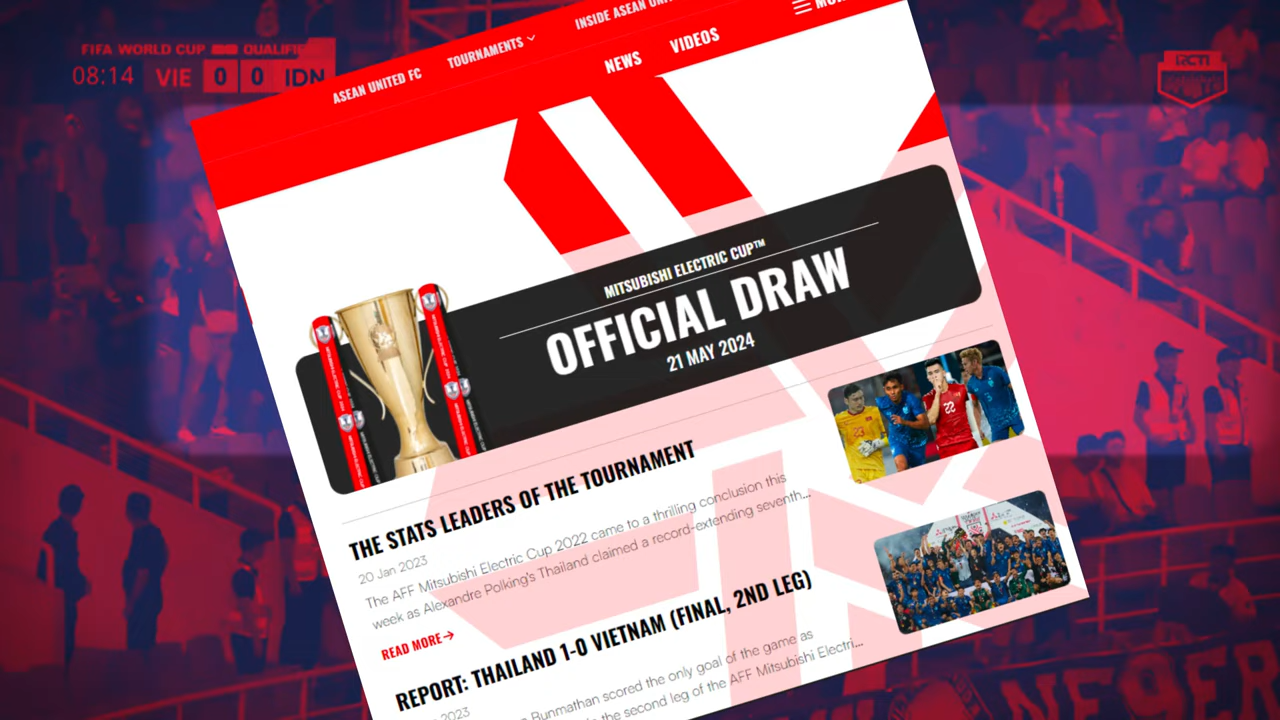 FIFA WORLD CUP QUALIFIE
08:14 VIE 0 0 IDN
RCTI
ASEAN UNITED FC
TOURNAMENTS
INSIDE ASEAN
NEWS
VIDEOS
MITSUBISHI ELECTRIC CUP™
OFFICIAL DRAW
21 MAY 2024
THE STATS LEADERS OF THE TOURNAMENT
20 Jan 2023
The AFF Mitsubishi Electric Cup 2022 came to a thrilling conclusion this
week as Alexandre Polking's Thailand claimed a record-extending seventh...
READ MORE →
REPORT: THAILAND 1-0 VIETNAM (FINAL, 2ND LEG)
2023
Bunmathan scored the only goal of the game as
the second leg of the AFF Mitsubishi Electri...